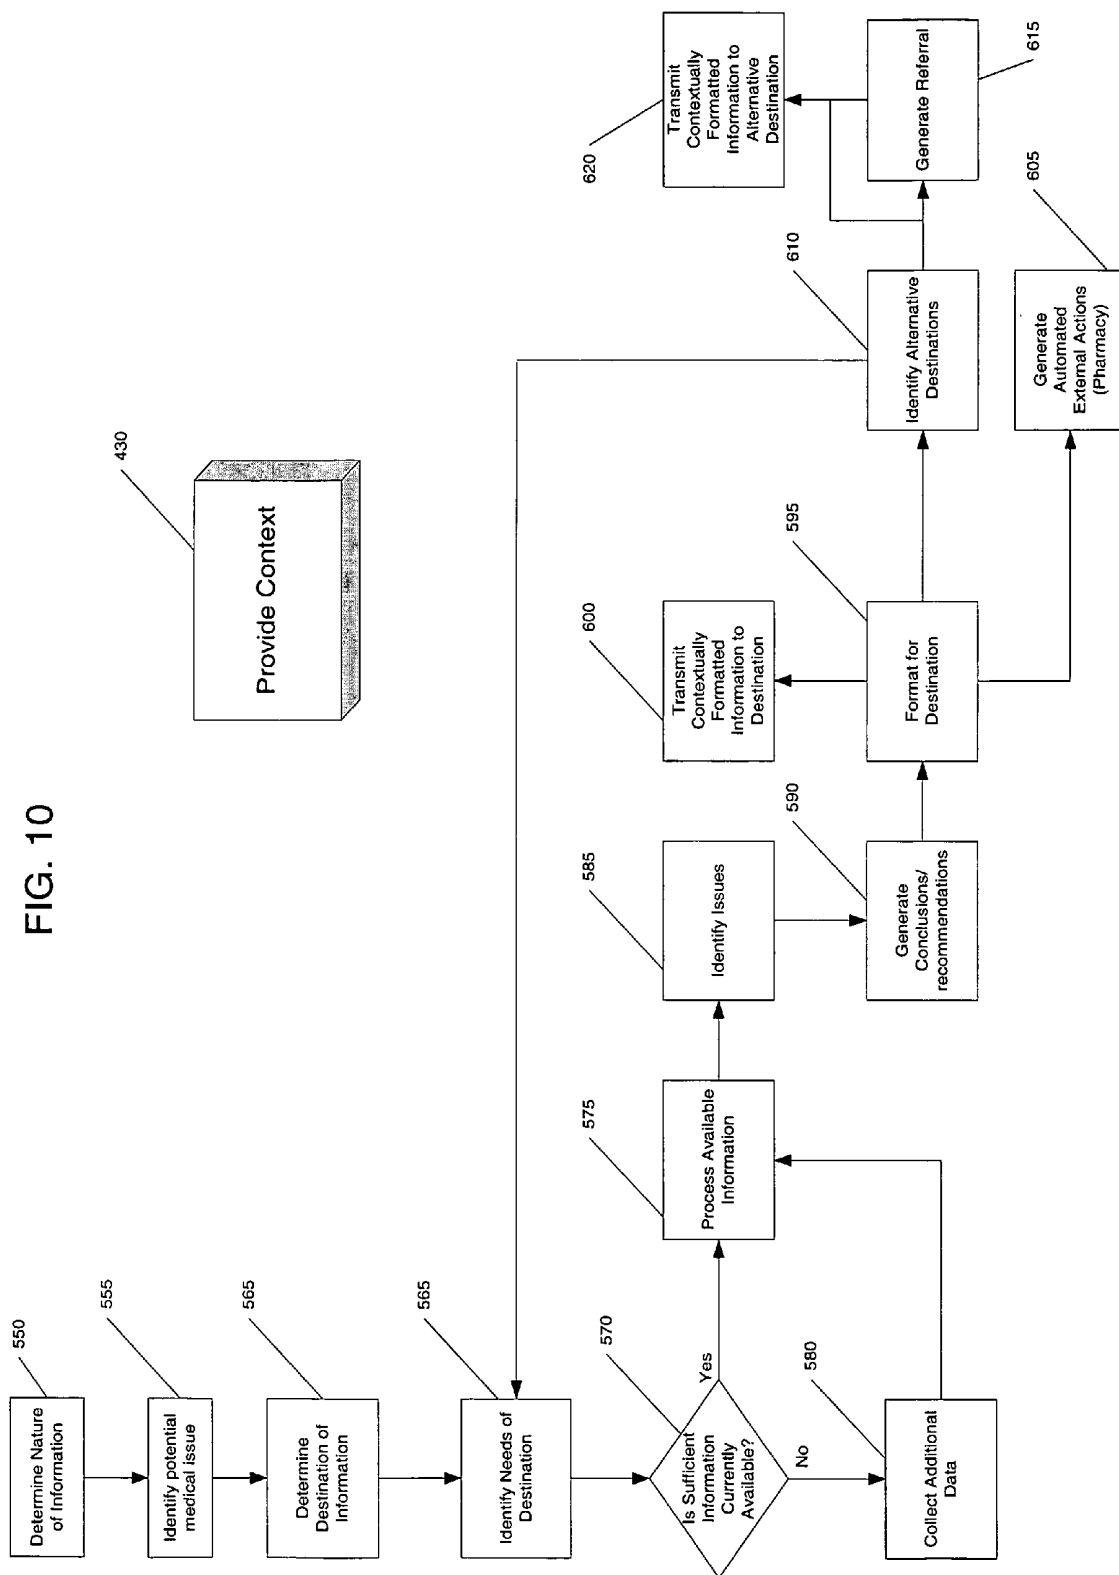 FIG. 10
430
Provide Context
550
Determine Nature
of Information
555
Identify potential
medical issue
565
Determine
Destination of
Information
565
Identify Needs of
Destination
570
Is Sufficient
Information
Currently
Available?
Yes
No
575
Process Available
Information
580
Collect Additional
Data
585
Identify Issues
590
Generate
Conclusions/
recommendations
595
Format for
Destination
600
Transmit
Contextually
Formatted
Information to
Destination
605
Generate
Automated
External Actions
(Pharmacy)
610
Identify Alternative
Destinations
615
Generate Referral
620
Transmit
Contextually
Formatted
Information to
Alternative
Destination